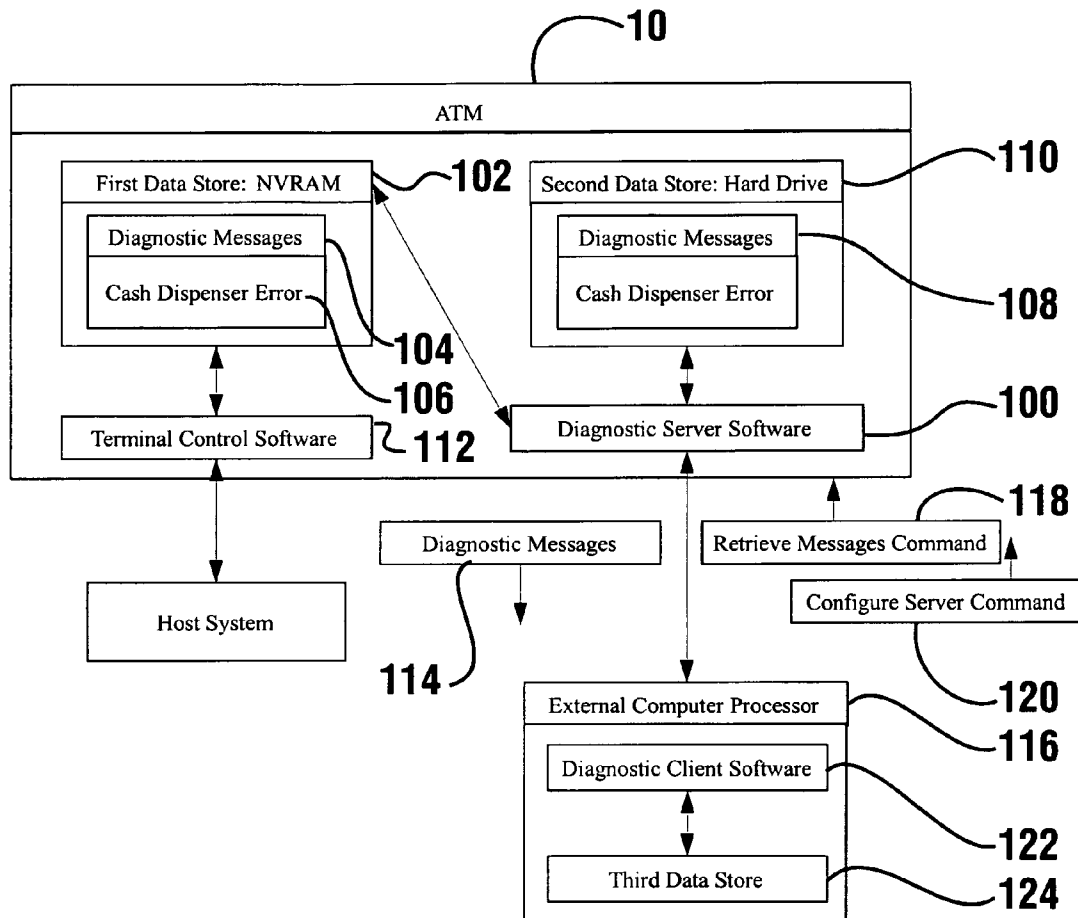 10
ATM
First Data Store: NVRAM
102
Second Data Store: Hard Drive
110
Diagnostic Messages
Cash Dispenser Error
104
106
Diagnostic Messages
Cash Dispenser Error
108
Terminal Control Software
112
Diagnostic Server Software
100
Diagnostic Messages
114
Retrieve Messages Command
118
Configure Server Command
120
Host System
External Computer Processor
116
Diagnostic Client Software
122
Third Data Store
124